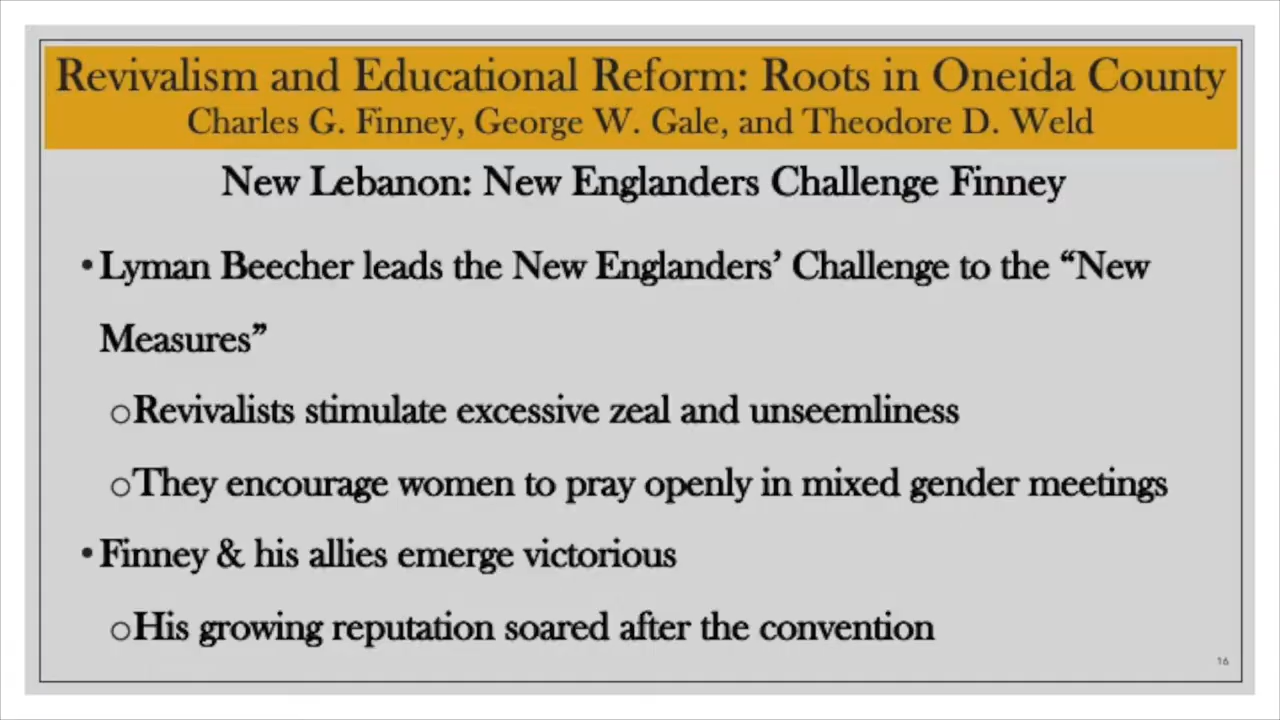 Revivalism and Educational Reform: Roots in Oneida County
Charles G. Finney, George W. Gale, and Theodore D. Weld
New Lebanon: New Englanders Challenge Finney
•Lyman Beecher leads the New Englanders’ Challenge to the “New
Measures”
oRevivalists stimulate excessive zeal and unseemliness
oThey encourage women to pray openly in mixed gender meetings
•Finney & his allies emerge victorious
oHis growing reputation soared after the convention
16